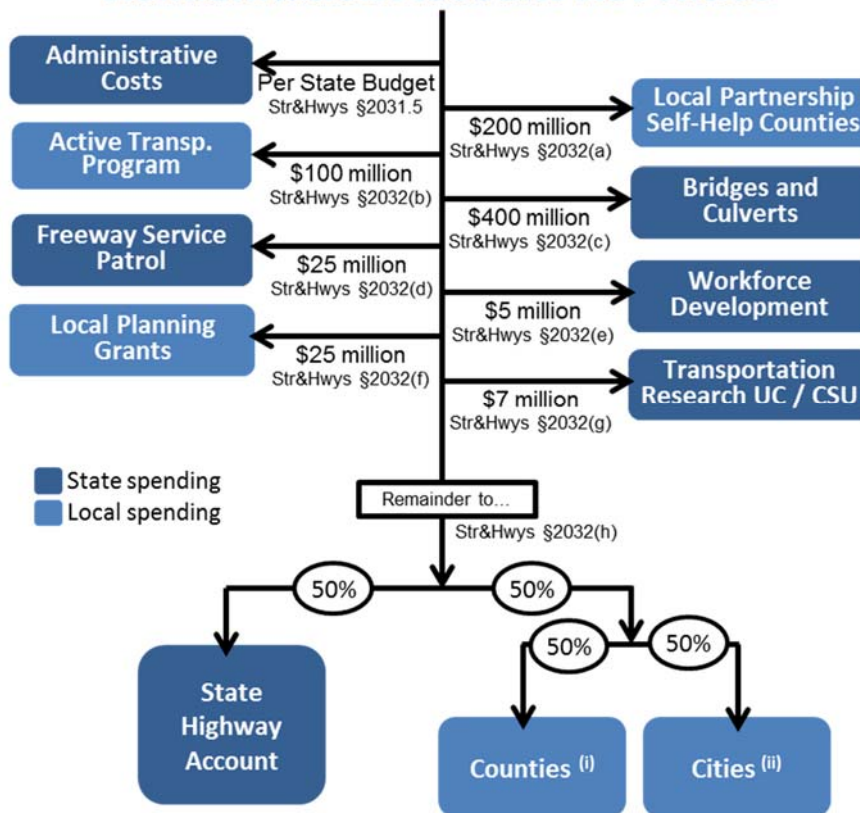 Administrative
Costs
Per State Budget
Str&Hwys §2031.5
Local Partnership
Self-Help Counties
$200 million
Str&Hwys §2032(a)
Active Transp.
Program
$100 million
Str&Hwys §2032(b)
Bridges and
Culverts
$400 million
Str&Hwys §2032(c)
Freeway Service
Patrol
$25 million
Str&Hwys §2032(d)
Workforce
Development
$5 million
Str&Hwys §2032(e)
Local Planning
Grants
$25 million
Str&Hwys §2032(f)
Transportation
Research UC / CSU
$7 million
Str&Hwys §2032(g)
State spending
Local spending
Remainder to...
Str&Hwys §2032(h)
50%
50%
50%
50%
State
Highway
Account
Counties (i)
Cities (ii)